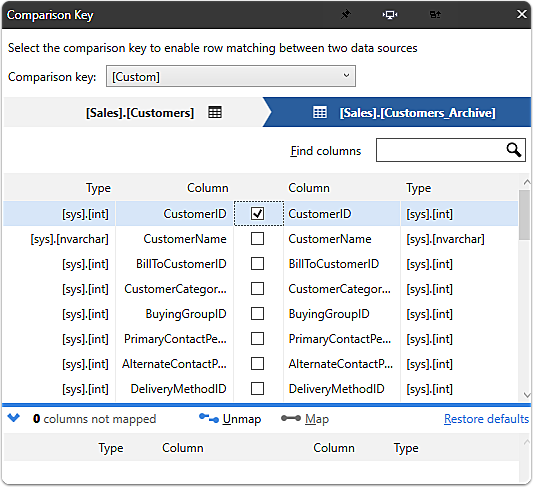 Comparison Key
Select the comparison key to enable row matching between two data sources
Comparison key: [Custom]
[Sales].[Customers] [Sales].[Customers_Archive]
Find columns
Type Column Column Type
[sys].[int] CustomerID CustomerID [sys].[int]
[sys].[nvarchar] CustomerName CustomerName [sys].[nvarchar]
[sys].[int] BillToCustomerID BillToCustomerID [sys].[int]
[sys].[int] CustomerCategor... CustomerCategor... [sys].[int]
[sys].[int] BuyingGroupID BuyingGroupID [sys].[int]
[sys].[int] PrimaryContactPe... PrimaryContactPe... [sys].[int]
[sys].[int] AlternateContactP... AlternateContactP... [sys].[int]
[sys].[int] DeliveryMethodID DeliveryMethodID [sys].[int]
0 columns not mapped Unmap Map Restore defaults
Type Column Column Type